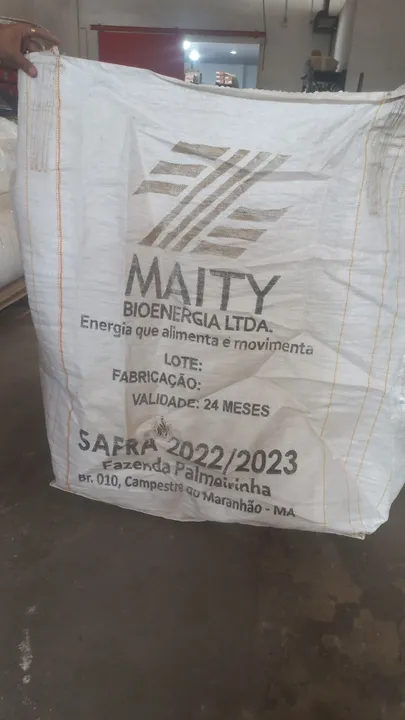 MAITY
BIOENERGIA LTDA.
Energia que alimenta e movimenta
LOTE:
FABRICAÇÃO:
VALIDADE: 24 MESES
SAFRA 2022/2023
Fazenda Palmeirinha
Br. 010, Campestre do Maranhão - MA